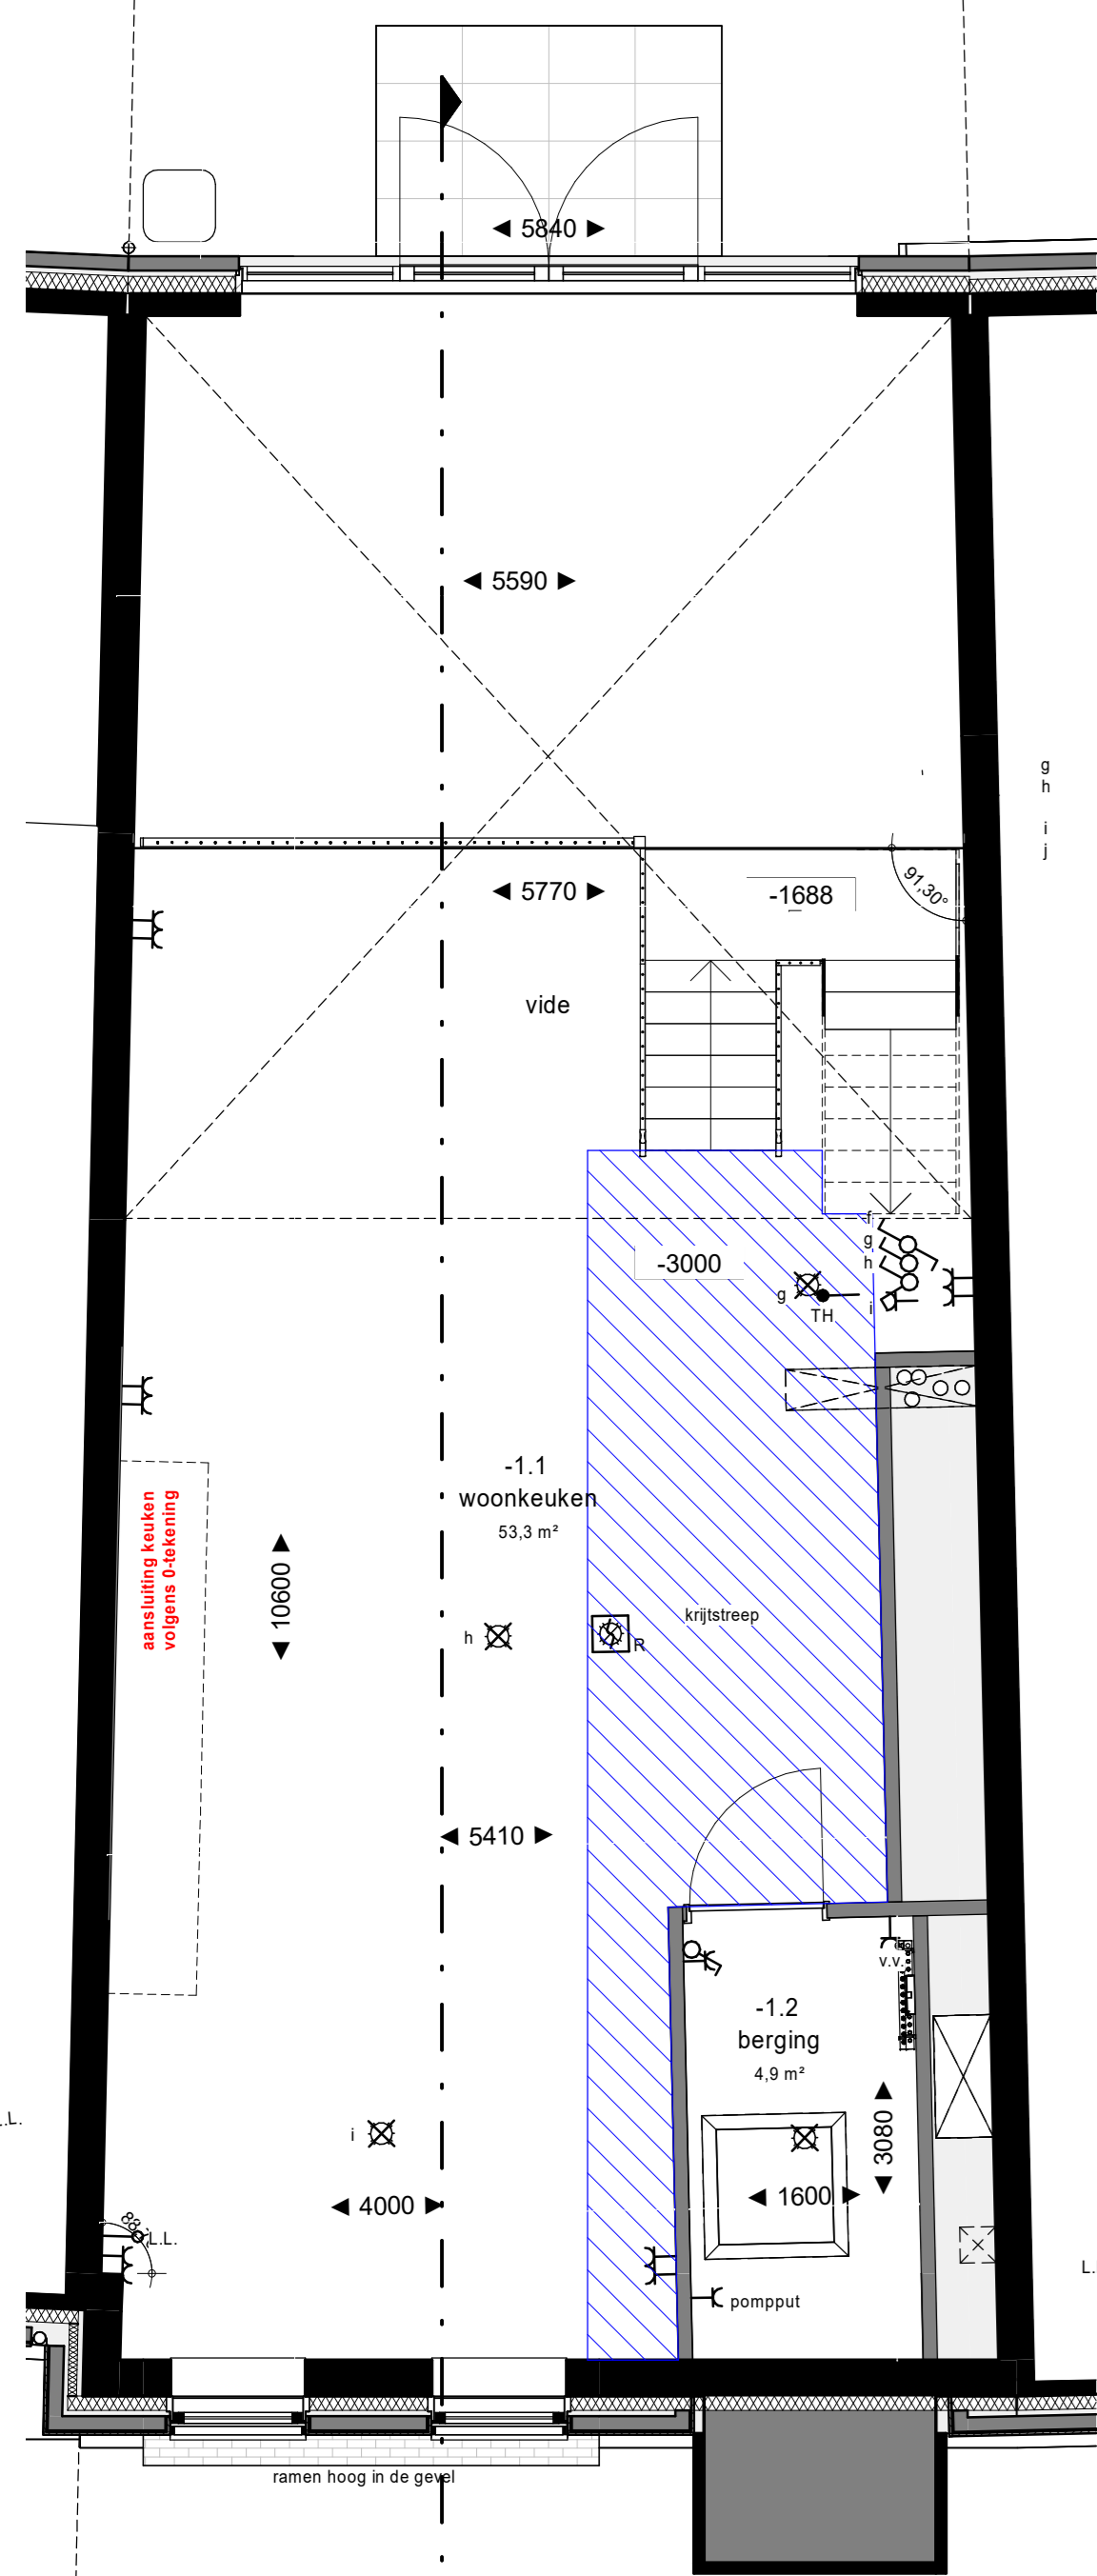 5840
5590
g
h
i
j
5770
-1688
91,30°
vide
f
g
h
i
-3000
g
TH
-1.1
woonkeuken
53,3 m²
aansluiting keuken
volgens 0-tekening
10600
krijtstreep
h
R
5410
v.v.
-1.2
berging
4,9 m²
3080
L.
i
1600
4000
L.L.
L.
pompput
ramen hoog in de gevel